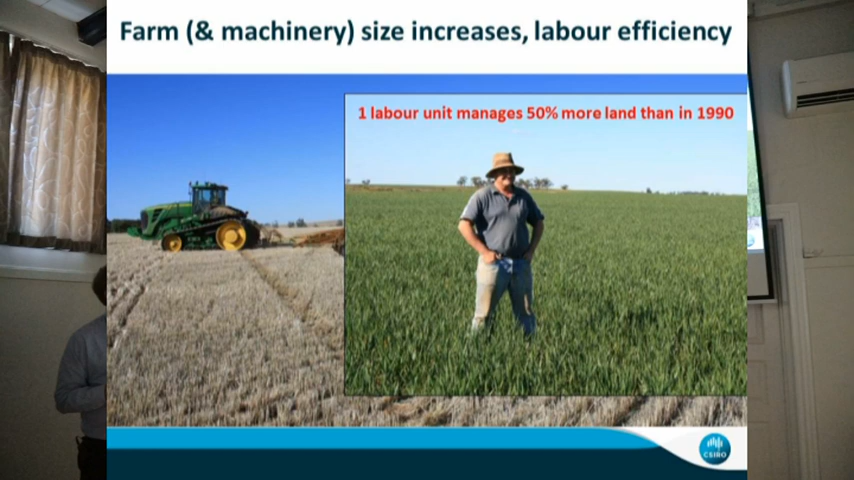 Farm (& machinery) size increases, labour efficiency
1 labour unit manages 50% more land than in 1990
CSIRO